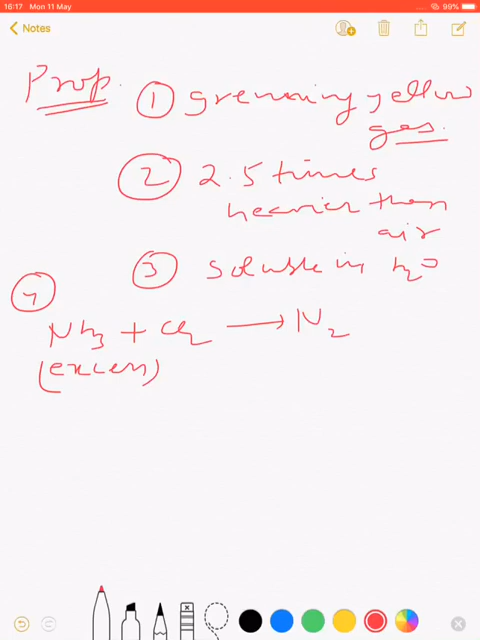 16:17 Mon 11 May
99%
Notes
Prop.
① greenning yellow
gas.
② 2.5 times
heavier than
air
③ soluble in H₂O
④
NH₃ + Cl₂ → N₂
(excess)